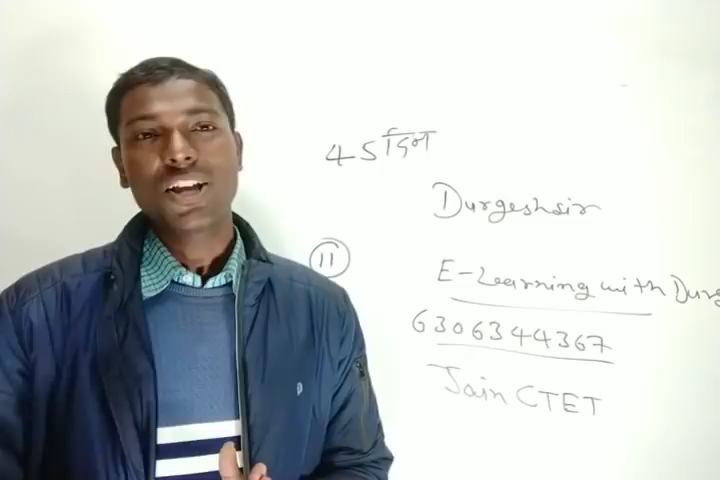 45 दिन
Durgeshsir
11
E-Learning with Durg
6306344367
Join CTET